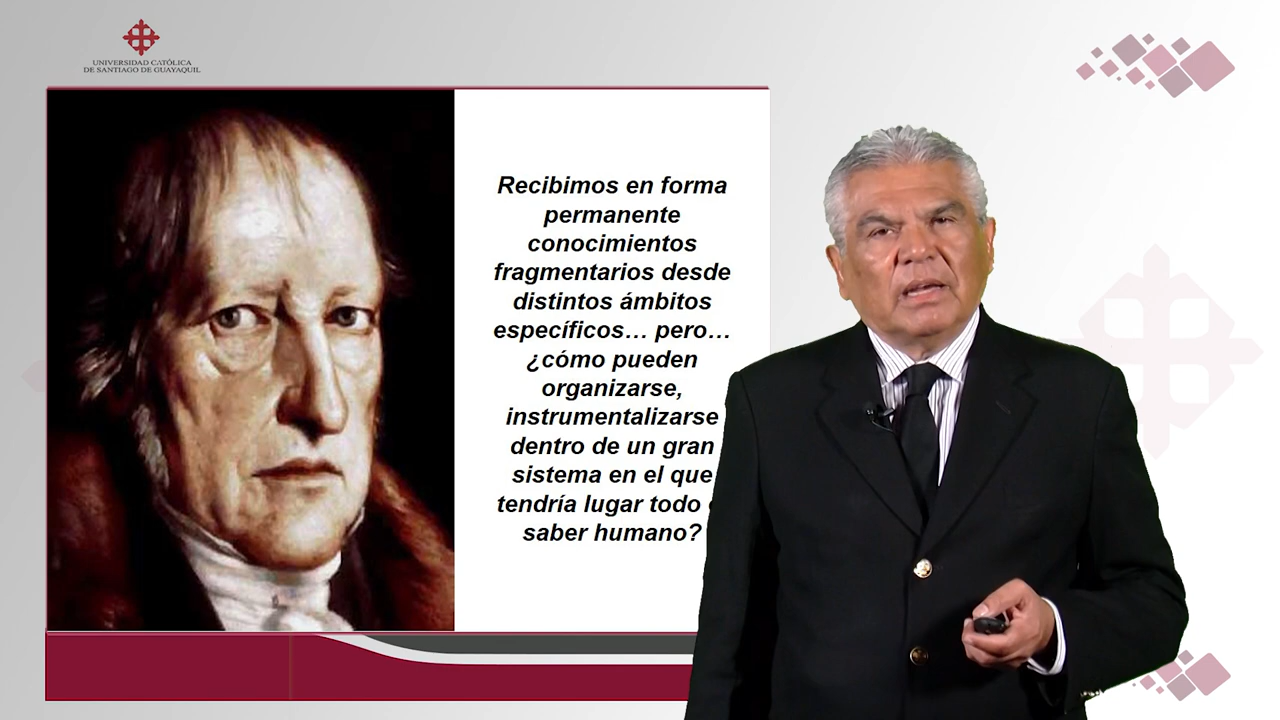 UNIVERSIDAD CATÓLICA
DE SANTIAGO DE GUAYAQUIL
Recibimos en forma
permanente
conocimientos
fragmentarios desde
distintos ámbitos
específicos… pero…
¿cómo pueden
organizarse,
instrumentalizarse
dentro de un gran
sistema en el que
tendría lugar todo
saber humano?